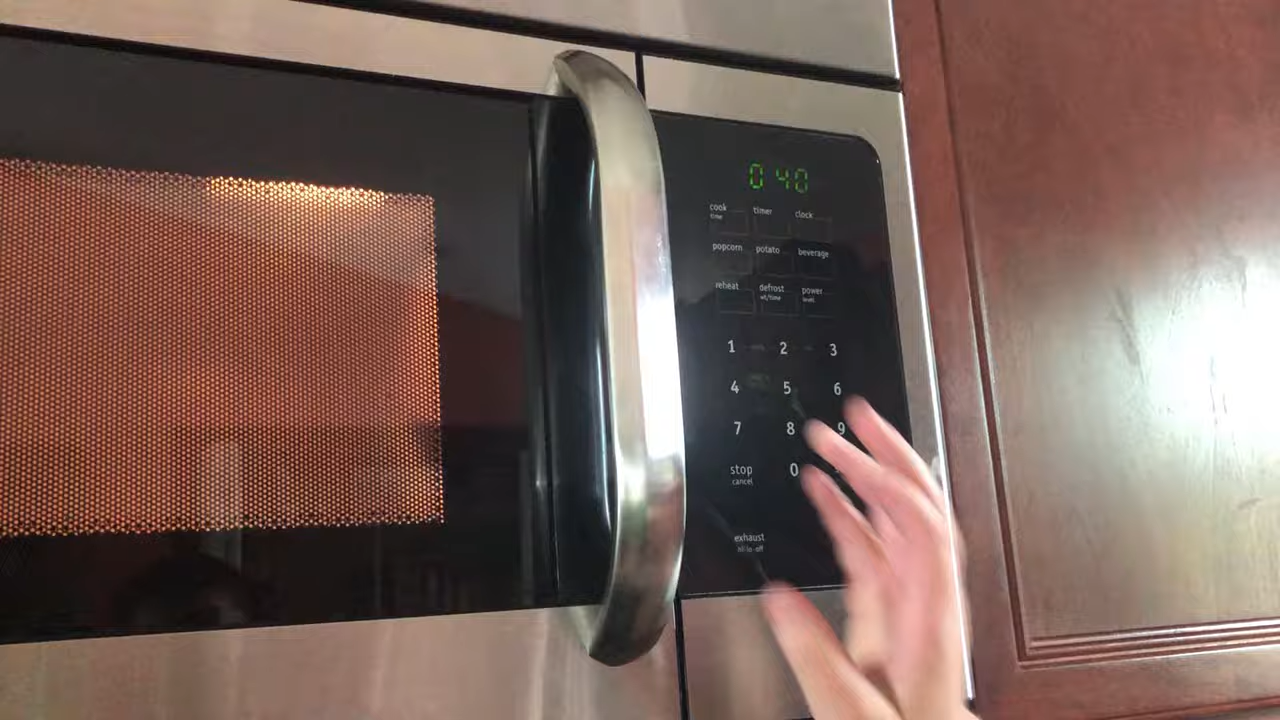 0 40
cook timer clock
time
popcorn potato beverage
reheat defrost power
wt/time level
1 2 3
4 5 6
7 8 9
stop 0
cancel
exhaust
hi-lo-off